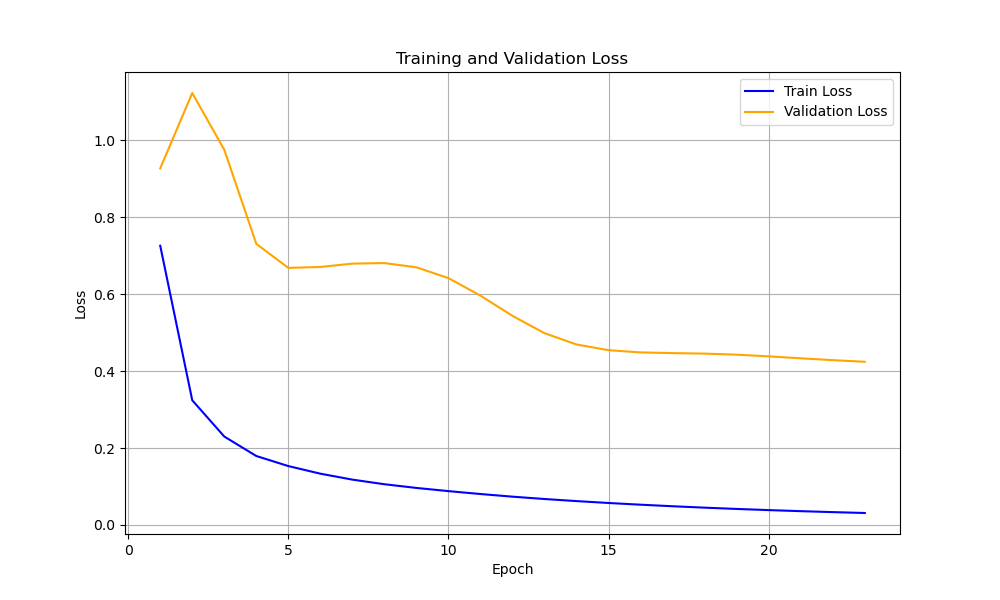 Training and Validation Loss
Train Loss
Validation Loss
1.0
0.8
0.6
0.4
0.2
0.0
Loss
0 5 10 15 20
Epoch